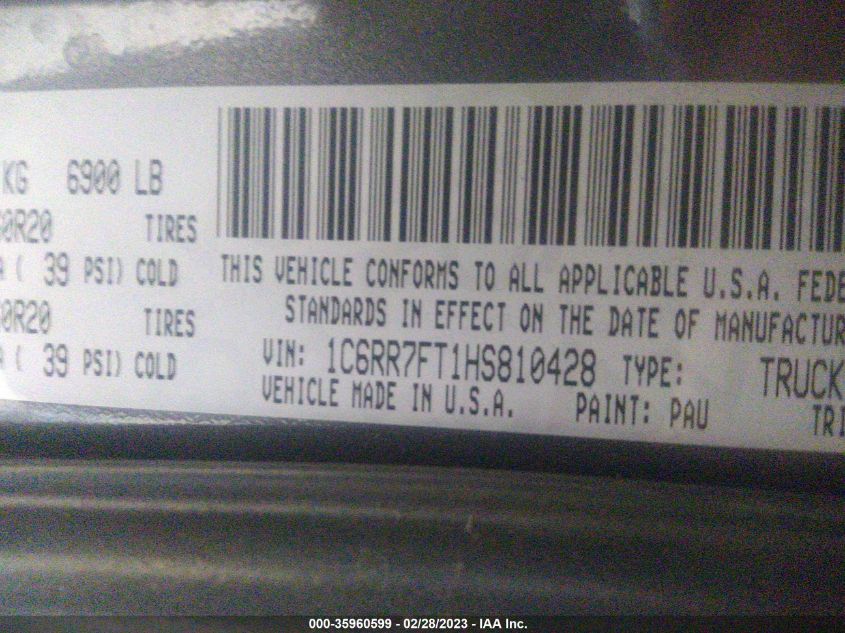 KG 6900 LB
0R20 TIRES
( 39 PSI) COLD
0R20 TIRES
( 39 PSI) COLD
THIS VEHICLE CONFORMS TO ALL APPLICABLE U.S.A. FEDE
STANDARDS IN EFFECT ON THE DATE OF MANUFACTUR
VIN: 1C6RR7FT1HS810428 TYPE: TRUCK
VEHICLE MADE IN U.S.A. PAINT: PAU TRI
000-35960599 - 02/28/2023 - IAA Inc.